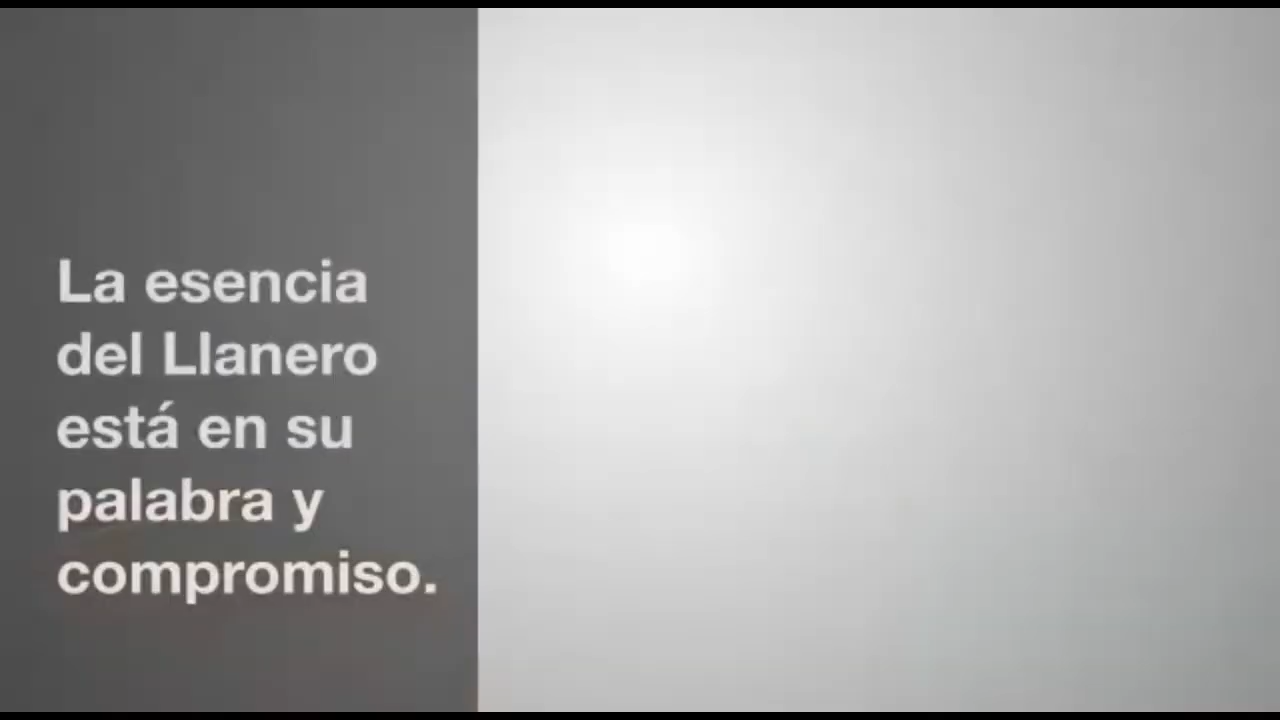 La esencia
del Llanero
está en su
palabra y
compromiso.